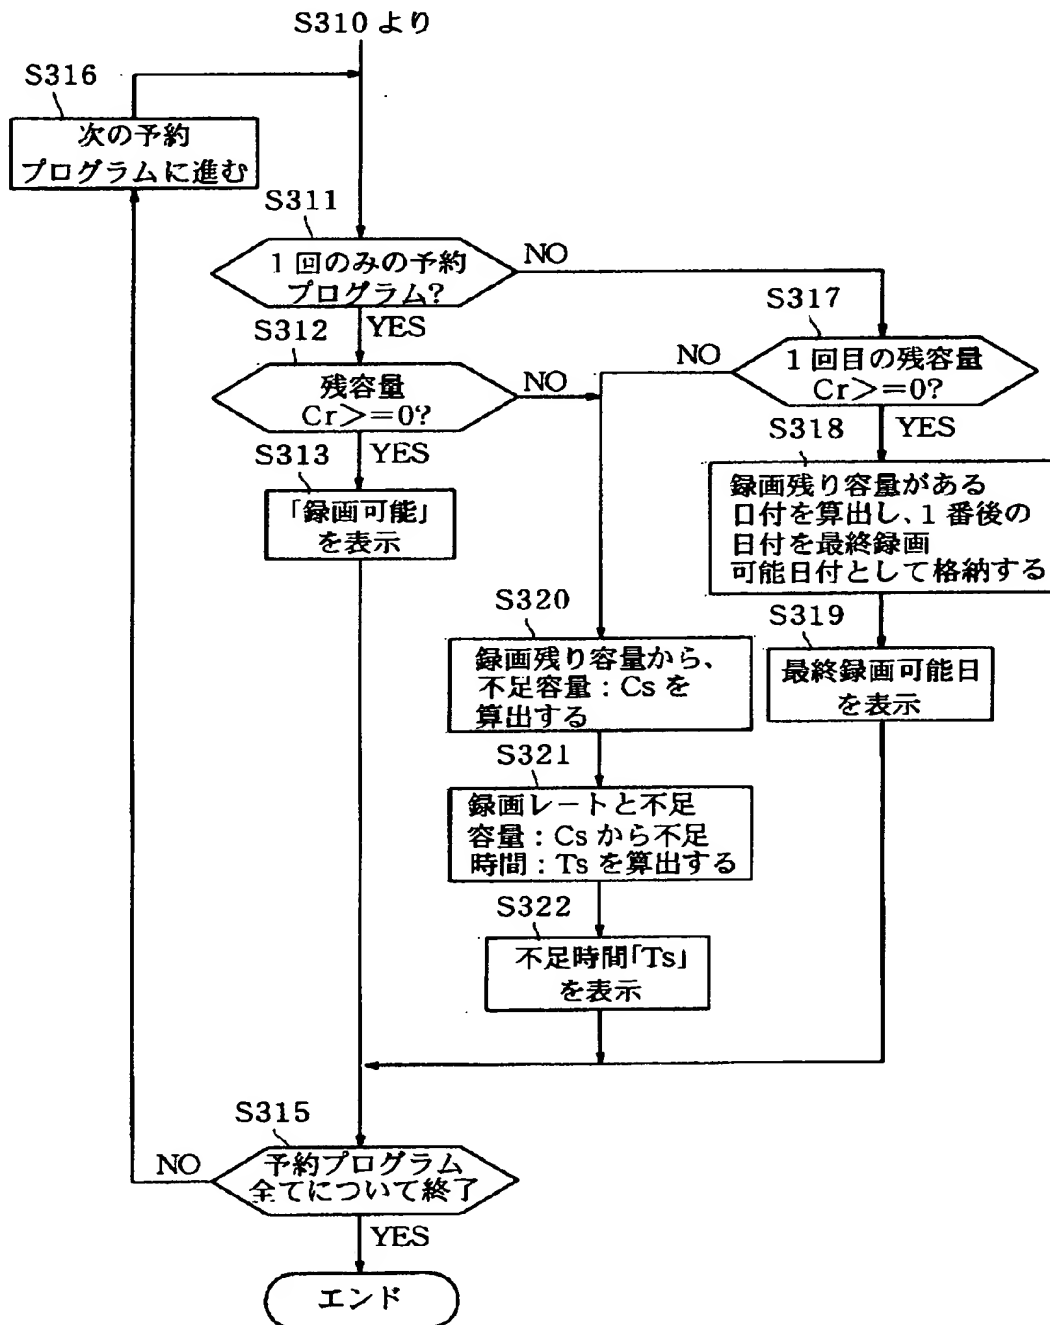 S310 より
S316
次の予約
プログラムに進む
S311
1回のみの予約
プログラム?
NO
YES
S312
残容量
Cr>=0?
NO
YES
S317
1回目の残容量
Cr>=0?
NO
YES
S313
「録画可能」
を表示
S318
録画残り容量がある
日付を算出し、1番後の
日付を最終録画
可能日付として格納する
S319
最終録画可能日
を表示
S320
録画残り容量から、
不足容量:Csを
算出する
S321
録画レートと不足
容量:Csから不足
時間:Tsを算出する
S322
不足時間「Ts」
を表示
S315
予約プログラム
全てについて終了
NO
YES
エンド